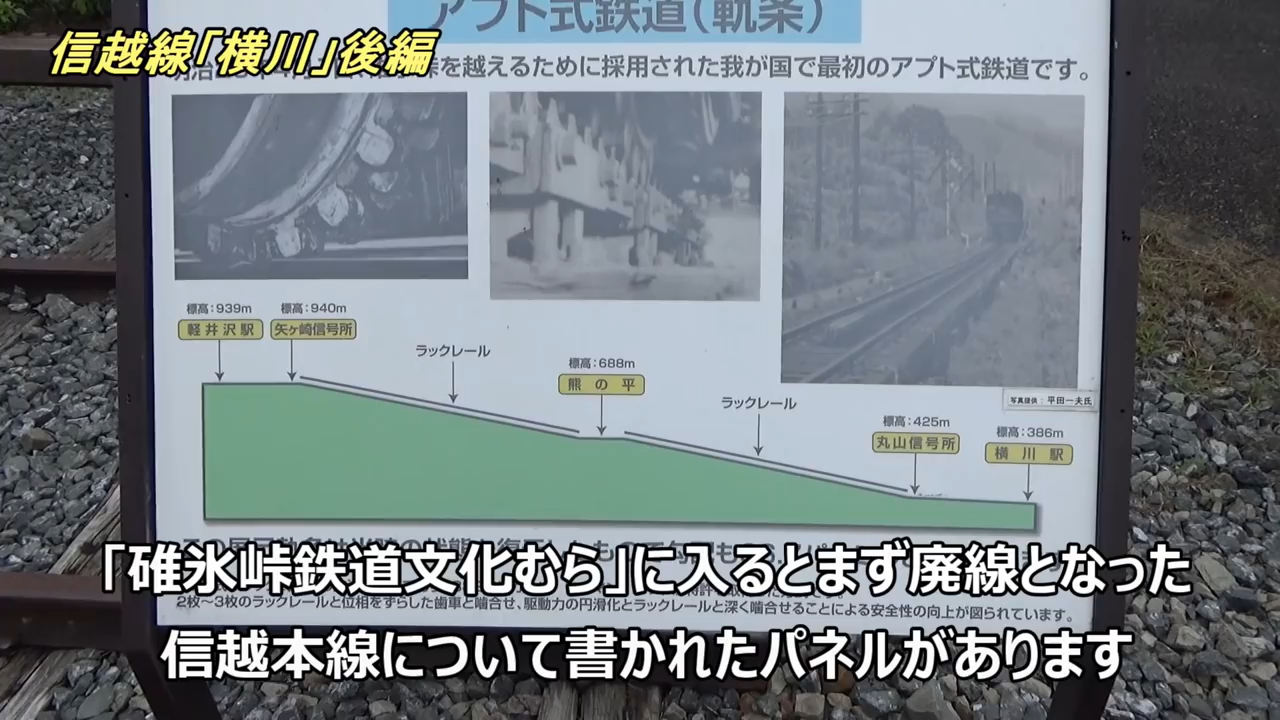 アプト式鉄道(軌条)
信越線「横川」後編
を越えるために採用された我が国で最初のアプト式鉄道です。
標高:939m 標高:940m
軽井沢駅 矢ヶ崎信号所
ラックレール
標高:688m
熊の平
ラックレール
写真提供:平田一夫氏
標高:425m
丸山信号所
標高:386m
横川駅
「碓氷峠鉄道文化むら」に入るとまず廃線となった
2枚〜3枚のラックレールと位相をずらした歯車と噛合せ、駆動力の円滑化とラックレールと深く噛合せることによる安全性の向上が図られています。
信越本線について書かれたパネルがあります